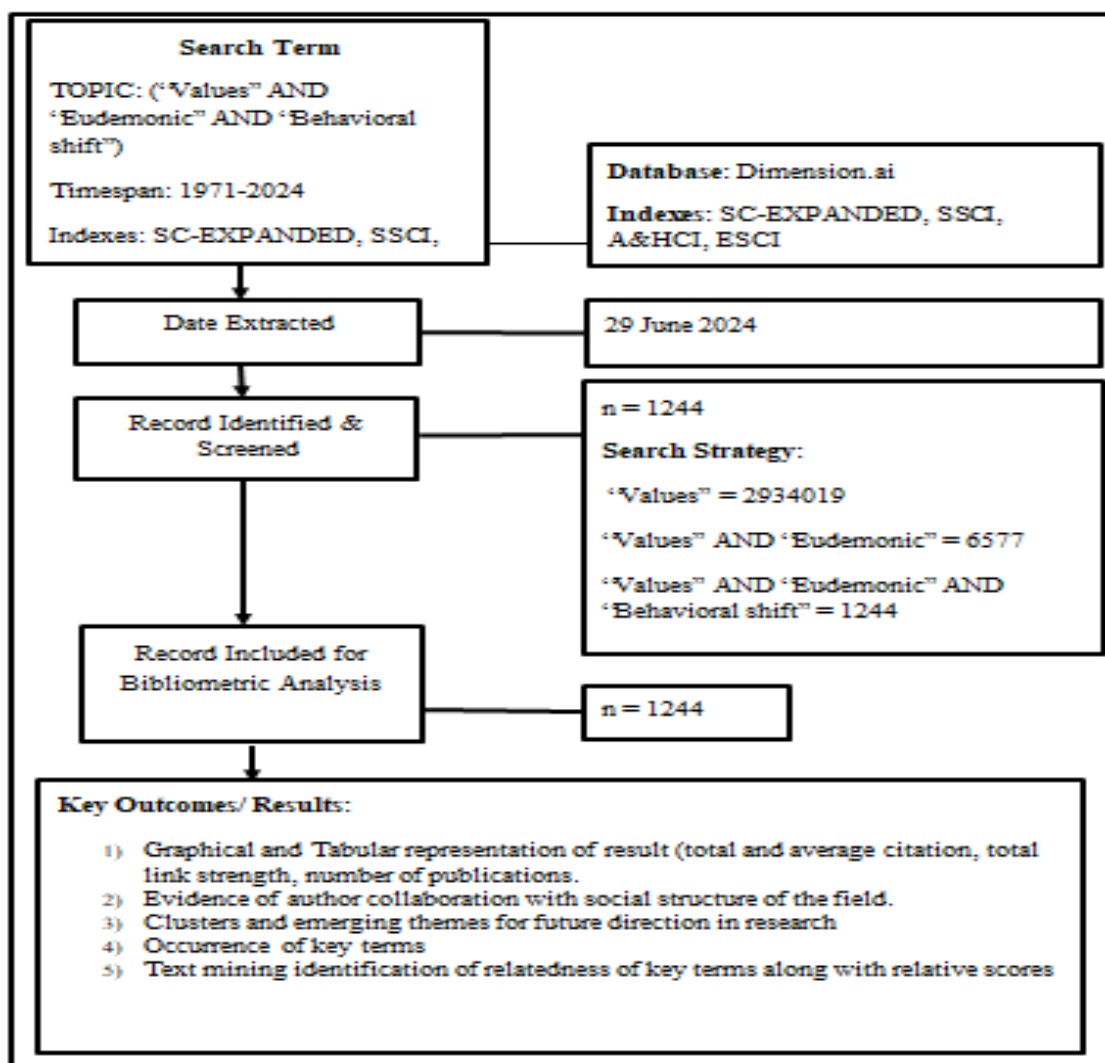 Search Term
TOPIC: (“Values” AND
“Eudemonic” AND “Behavioral
shift”)
Timespan: 1971-2024
Indexes: SC-EXPANDED, SSCI,
Database: Dimension.ai
Indexes: SC-EXPANDED, SSCI,
A&HCI, ESCI
Date Extracted
29 June 2024
Record Identified &
Screened
n = 1244
Search Strategy:
“Values” = 2934019
“Values” AND “Eudemonic” = 6577
“Values” AND “Eudemonic” AND
“Behavioral shift” = 1244
Record Included for
Bibliometric Analysis
n = 1244
Key Outcomes/ Results:
1) Graphical and Tabular representation of result (total and average citation, total
link strength, number of publications.
2) Evidence of author collaboration with social structure of the field.
3) Clusters and emerging themes for future direction in research
4) Occurrence of key terms
5) Text mining identification of relatedness of key terms along with relative scores